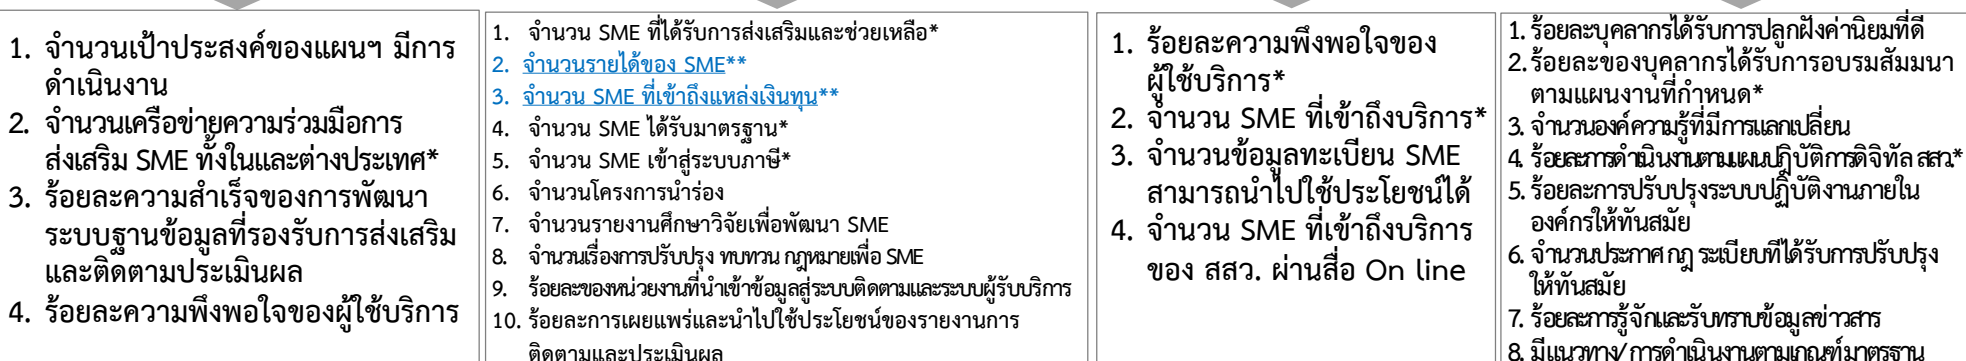 1. จำนวนเป้าประสงค์ของแผนฯ มีการ
ดำเนินงาน
2. จำนวนเครือข่ายความร่วมมือการ
ส่งเสริม SME ทั้งในและต่างประเทศ*
3. ร้อยละความสำเร็จของการพัฒนา
ระบบฐานข้อมูลที่รองรับการส่งเสริม
และติดตามประเมินผล
4. ร้อยละความพึงพอใจของผู้ใช้บริการ
1. จำนวน SME ที่ได้รับการส่งเสริมและช่วยเหลือ*
2. จำนวนรายได้ของ SME**
3. จำนวน SME ที่เข้าถึงแหล่งเงินทุน**
4. จำนวน SME ได้รับมาตรฐาน*
5. จำนวน SME เข้าสู่ระบบภาษี*
6. จำนวนโครงการนำร่อง
7. จำนวนรายงานศึกษาวิจัยเพื่อพัฒนา SME
8. จำนวนเรื่องการปรับปรุง ทบทวน กฎหมายเพื่อ SME
9. ร้อยละของหน่วยงานที่นำเข้าข้อมูลสู่ระบบติดตามและระบบผู้รับบริการ
10. ร้อยละการเผยแพร่และนำไปใช้ประโยชน์ของรายงานการ
ติดตามและประเมินผล
1. ร้อยละความพึงพอใจของ
ผู้ใช้บริการ*
2. จำนวน SME ที่เข้าถึงบริการ*
3. จำนวนข้อมูลทะเบียน SME
สามารถนำไปใช้ประโยชน์ได้
4. จำนวน SME ที่เข้าถึงบริการ
ของ สสว. ผ่านสื่อ On line
1. ร้อยละบุคลากรได้รับการปลูกฝังค่านิยมที่ดี
2. ร้อยละของบุคลากรได้รับการอบรมสัมมนา
ตามแผนงานที่กำหนด*
3. จำนวนองค์ความรู้ที่มีการแลกเปลี่ยน
4. ร้อยละการดำเนินงานตามแผนปฏิบัติการดิจิทัล สสว.*
5. ร้อยละการปรับปรุงระบบปฏิบัติงานภายใน
องค์กรให้ทันสมัย
6. จำนวนประกาศ กฎ ระเบียบที่ได้รับการปรับปรุง
ให้ทันสมัย
7. ร้อยละการรู้จักและรับทราบข้อมูลข่าวสาร
8. มีแนวทาง/ การดำเนินงานตามเกณฑ์มาตรฐาน